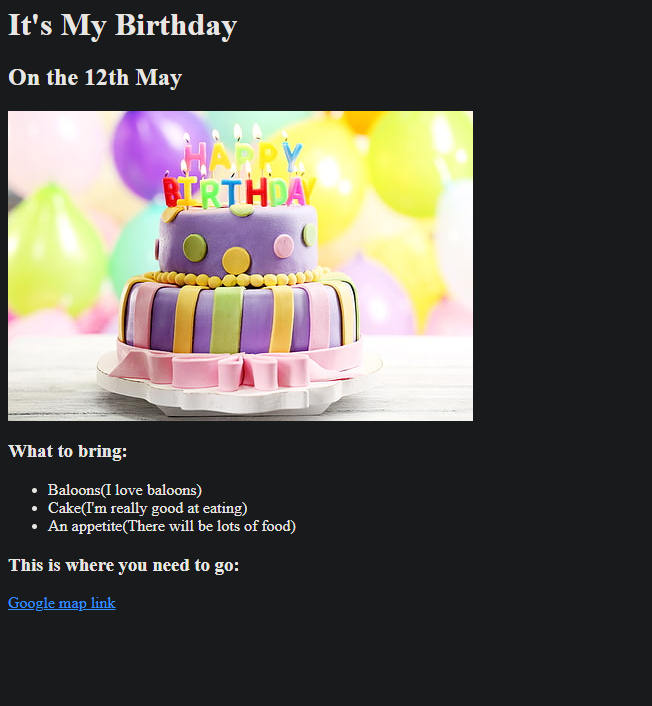 It's My Birthday
On the 12th May
HAPPY
BIRTHDAY
What to bring:
Baloons(I love baloons)
Cake(I'm really good at eating)
An appetite(There will be lots of food)
This is where you need to go:
Google map link